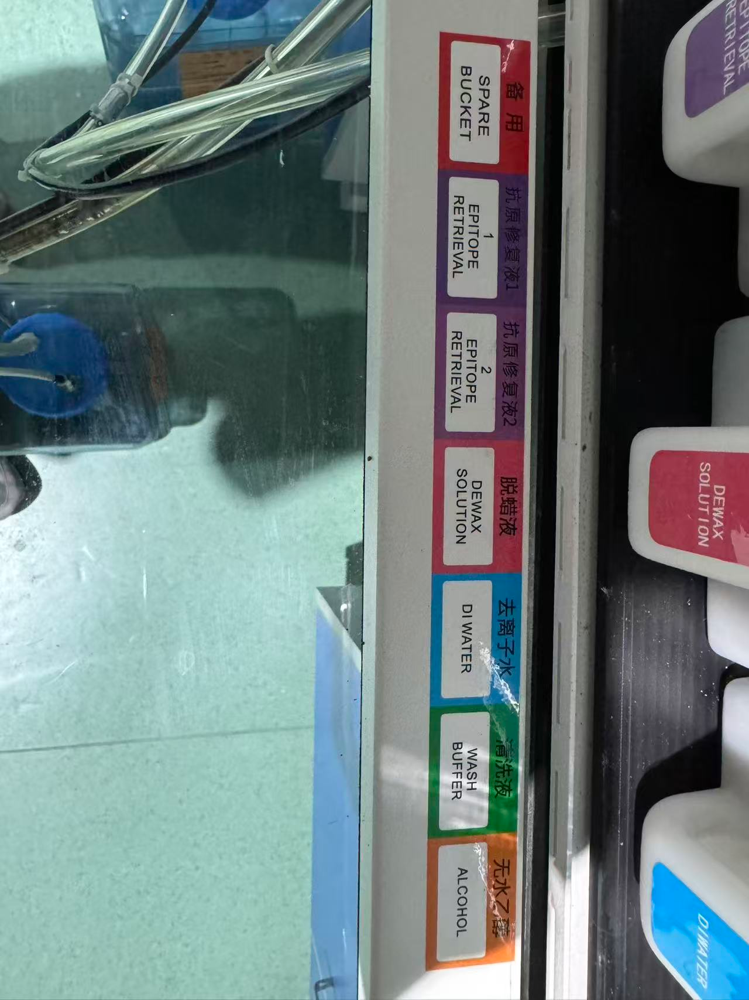 备用
SPARE
BUCKET
抗原修复液1
1
EPITOPE
RETRIEVAL
抗原修复液2
2
EPITOPE
RETRIEVAL
脱蜡液
DEWAX
SOLUTION
去离子水
DI WATER
清洗液
WASH
BUFFER
无水乙醇
ALCOHOL
EPITOPE
RETRIEVAL
DEWAX
SOLUTION
DI WATER